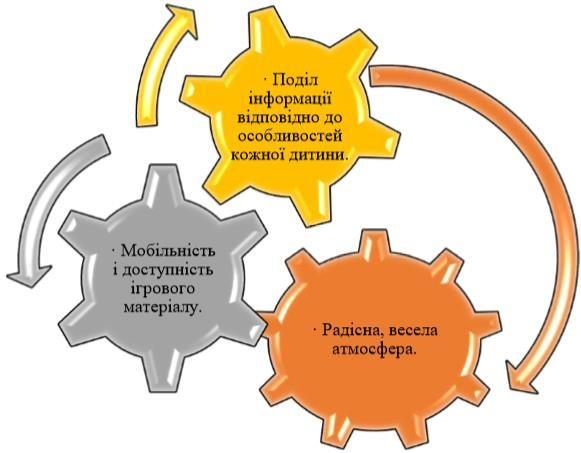 · Поділ
інформації
відповідно до
особливостей
кожної дитини.
· Мобільність
і доступність
ігрового
матеріалу.
· Радісна, весела
атмосфера.